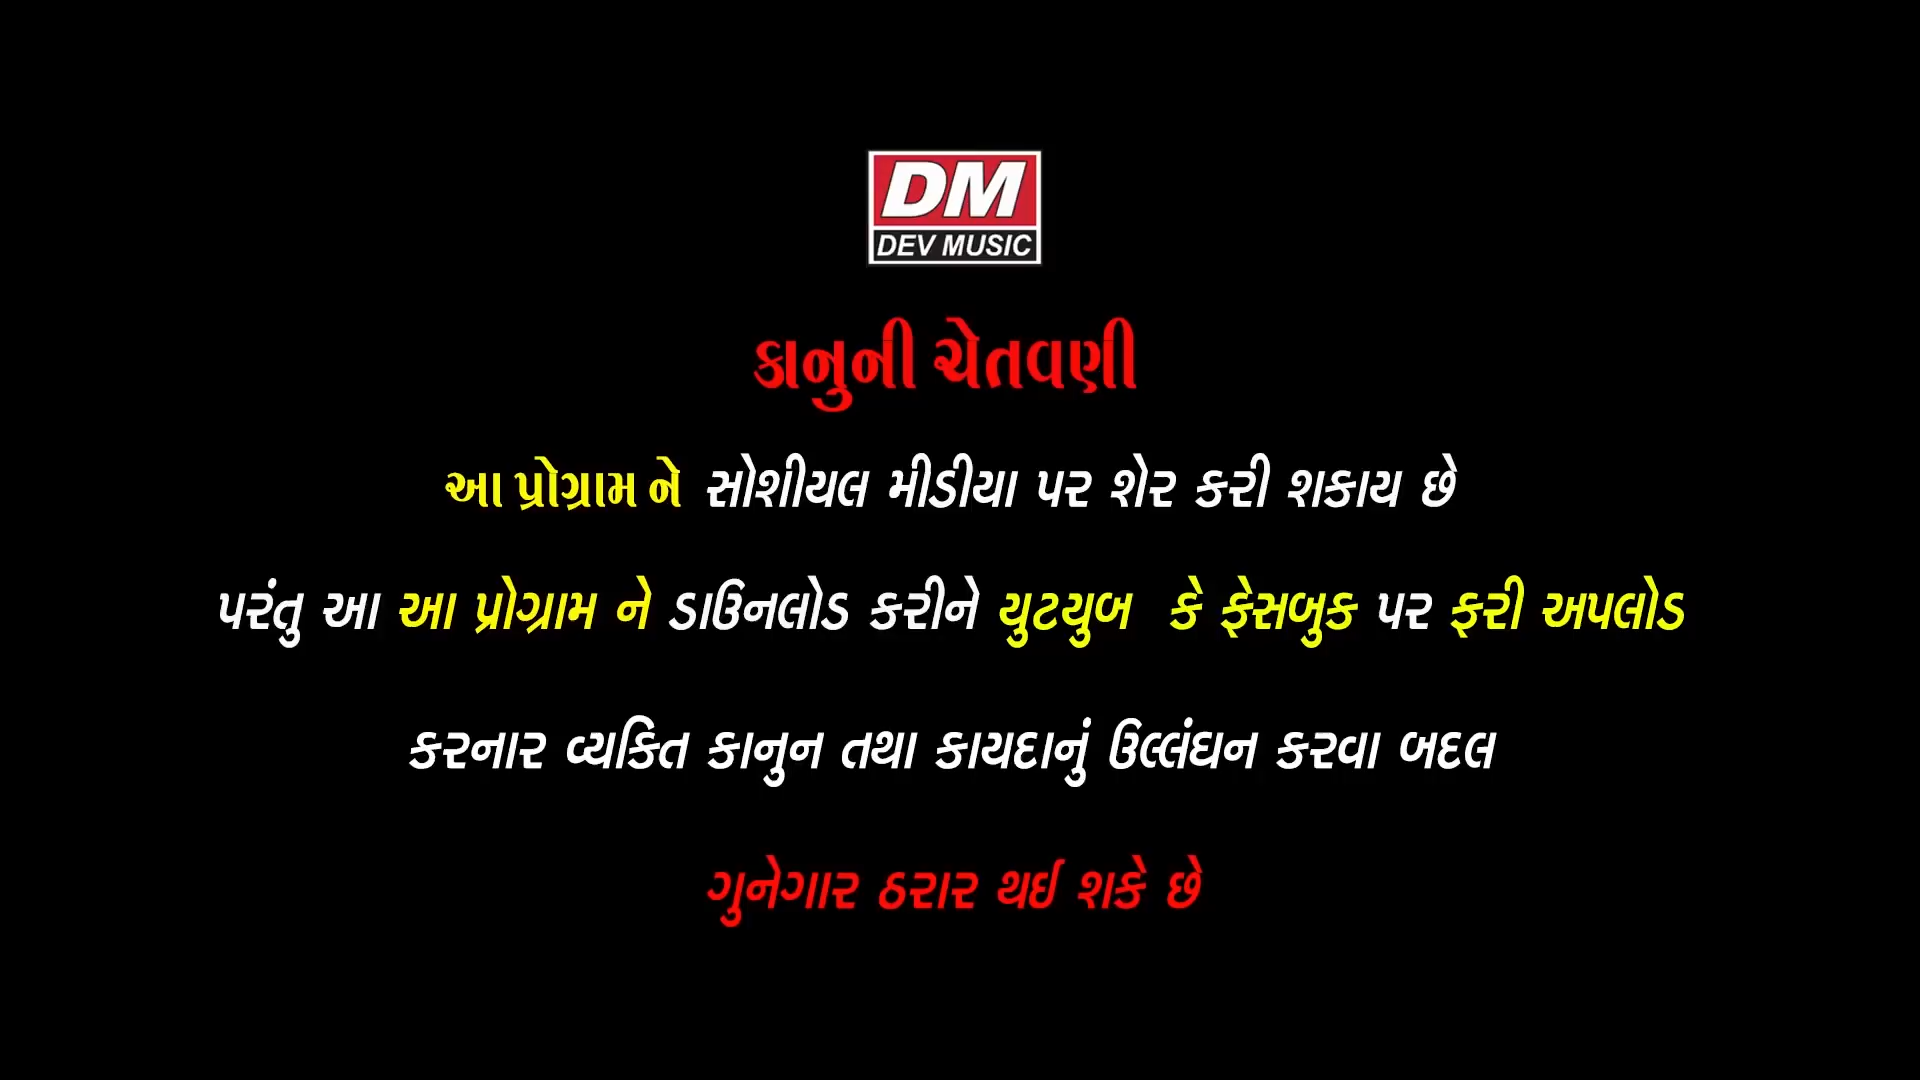 DM
DEV MUSIC
કાનુની ચેતવણી
આ પ્રોગ્રામ ને સોશીયલ મીડીયા પર શેર કરી શકાય છે
પરંતુ આ આ પ્રોગ્રામ ને ડાઉનલોડ કરીને યુટયુબ કે ફેસબુક પર ફરી અપલોડ
કરનાર વ્યકિત કાનુન તથા કાયદાનું ઉલ્લંઘન કરવા બદલ
ગુનેગાર ઠરાર થઈ શકે છે